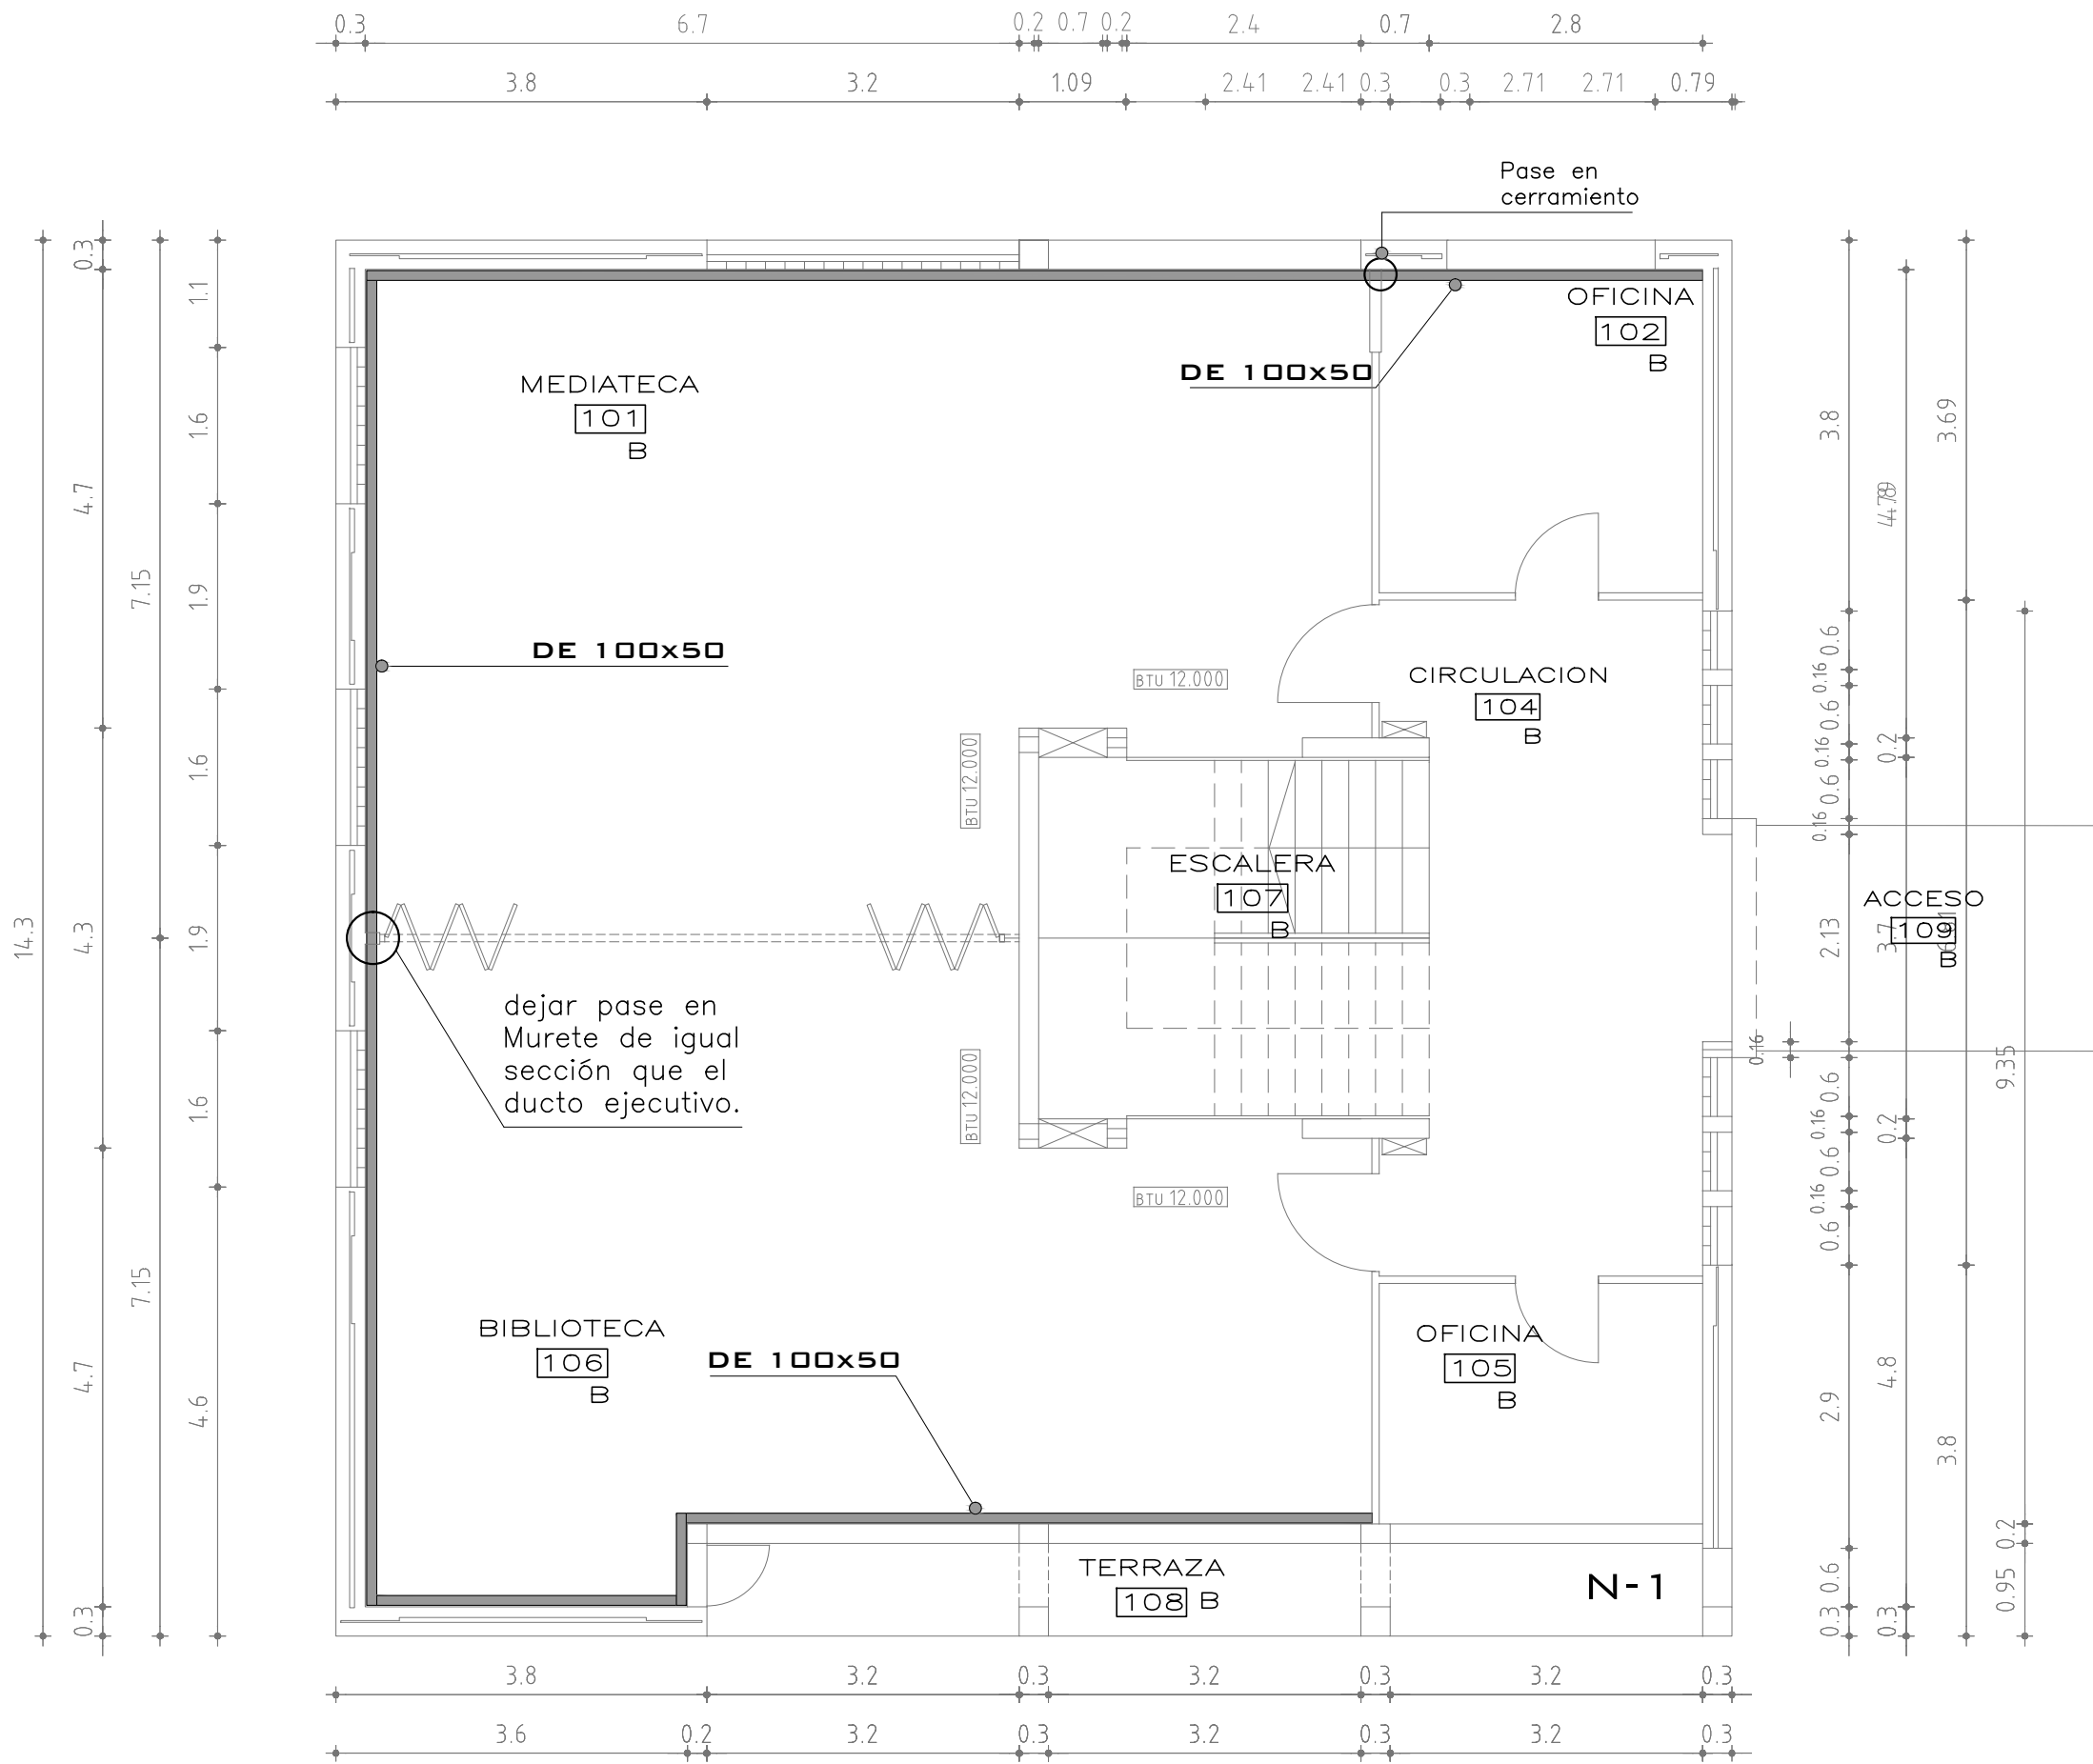 0.3 6.7 0.2 0.7 0.2 2.4 0.7 2.8
3.8 3.2 1.09 2.41 2.41 0.3 0.3 2.71 2.71 0.79
Pase en
cerramiento
OFICINA
102
B
DE 100x50
MEDIATECA
101
B
DE 100x50
CIRCULACION
104
B
BTU 12.000
BTU 12.000
ESCALERA
107
B
ACCESO
109
B
dejar pase en
Murete de igual
sección que el
ducto ejecutivo.
BTU 12.000
BTU 12.000
BIBLIOTECA
106
B
DE 100x50
OFICINA
105
B
TERRAZA
108 B
N-1
14.3
0.3
4.7
4.3
4.7
0.3
7.15
7.15
1.1
1.6
1.9
1.6
1.9
1.6
4.6
3.8
0.6
0.16
0.6
0.16
0.6
0.16
2.13
0.16
0.6
0.16
0.6
0.16
0.6
2.9
0.6
0.3
0.2
3.7
0.2
4.8
0.3
3.69
3.8
9.35
0.2
0.95
3.8 3.2 0.3 3.2 0.3 3.2 0.3
3.6 0.2 3.2 0.3 3.2 0.3 3.2 0.3